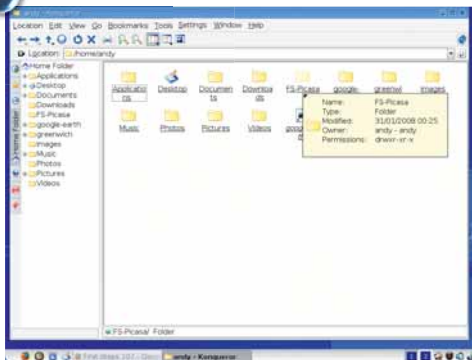 andy - Konqueror
Location Edit View Go Bookmarks Tools Settings Window Help
Location: /home/andy
Home Folder
Applications
Desktop
Documents
Downloads
FS-Picasa
google-earth
greenwich
Images
Music
Photos
Pictures
Videos
Home Folder
Applicatio
ns
Desktop
Documen
ts
Downloa
ds
FS-Picasa
google-
greenwi
images
Music
Photos
Pictures
Videos
Name: FS-Picasa
Type: Folder
Modified: 31/01/2008 00:25
Owner: andy - andy
Permissions: drwxr-xr-x
FS-Picasa/ Folder
andy - Konqueror